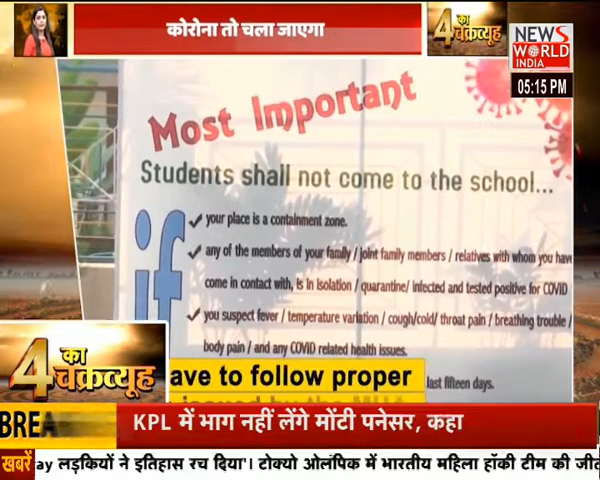 कोरोना तो चला जाएगा
4 का
चक्रव्यूह
NEWS
WORLD
INDIA
05:15 PM
Most Important
Students shall not come to the school...
if
✓ your place is a containment zone.
✓ any of the members of your family / joint family members / relatives with whom you have
come in contact with, is in isolation / quarantine/ infected and tested positive for COVID
✓ you suspect fever / temperature variation / cough/cold/ throat pain / breathing trouble /
body pain / and any COVID related health issues.
ave to follow proper
last fifteen days.
4 का
चक्रव्यूह
BREA
KPL में भाग नहीं लेंगे मोंटी पनेसर, कहा
खबरें
ay लड़कियों ने इतिहास रच दिया'। टोक्यो ओलंपिक में भारतीय महिला हॉकी टीम की जीत